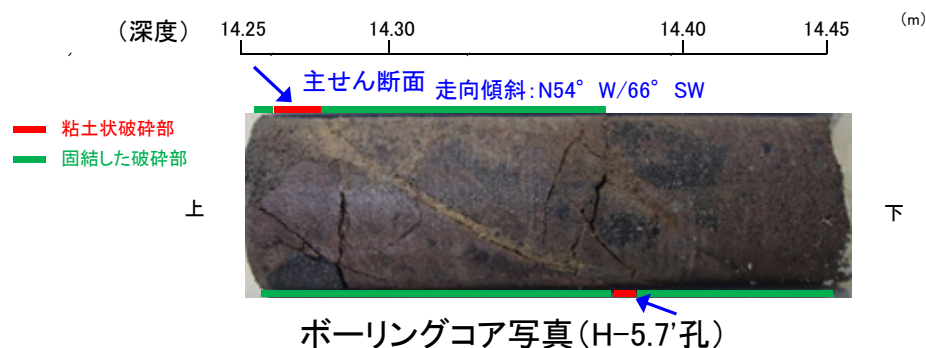 (深度) 14.25 14.30 14.40 14.45 (m)
主せん断面 走向傾斜:N54° W/66° SW
粘土状破砕部
固結した破砕部
上 下
ボーリングコア写真(H-5.7'孔)